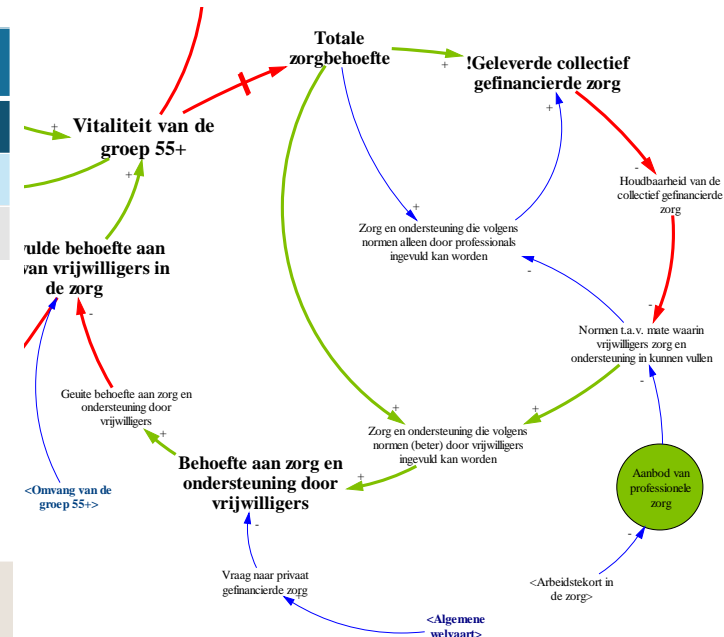 Totale
zorgbehoefte
!Geleverde collectief
gefinancierde zorg
+
+
Vitaliteit van de
groep 55+
+
+
-
Houdbaarheid van de
collectief gefinancierde
zorg
+
Zorg en ondersteuning die volgens
normen alleen door professionals
ingevuld kan worden
-
vulde behoefte aan
van vrijwilligers in
de zorg
-
-
Normen t.a.v. mate waarin
vrijwilligers zorg en
ondersteuning in kunnen vullen
-
Geuite behoefte aan zorg en
ondersteuning door
vrijwilligers
+
+
+
Zorg en ondersteuning die volgens
normen (beter) door vrijwilligers
ingevuld kan worden
+
Behoefte aan zorg en
ondersteuning door
vrijwilligers
-
<Omvang van de
groep 55+>
Aanbod van
professionele
zorg
-
Vraag naar privaat
gefinancierde zorg
+
<Arbeidstekort in
de zorg>
<Algemene
welvaart>